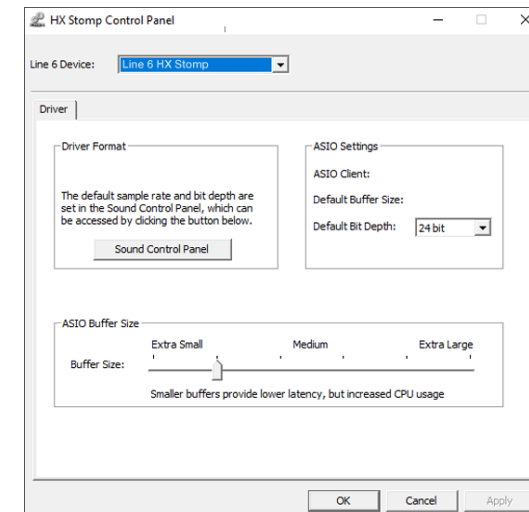 HX Stomp Control Panel
Line 6 Device: Line 6 HX Stomp
Driver
Driver Format
The default sample rate and bit depth are
set in the Sound Control Panel, which can
be accessed by clicking the button below.
Sound Control Panel
ASIO Settings
ASIO Client:
Default Buffer Size:
Default Bit Depth: 24 bit
ASIO Buffer Size
Extra Small Medium Extra Large
Buffer Size:
Smaller buffers provide lower latency, but increased CPU usage
OK Cancel Apply